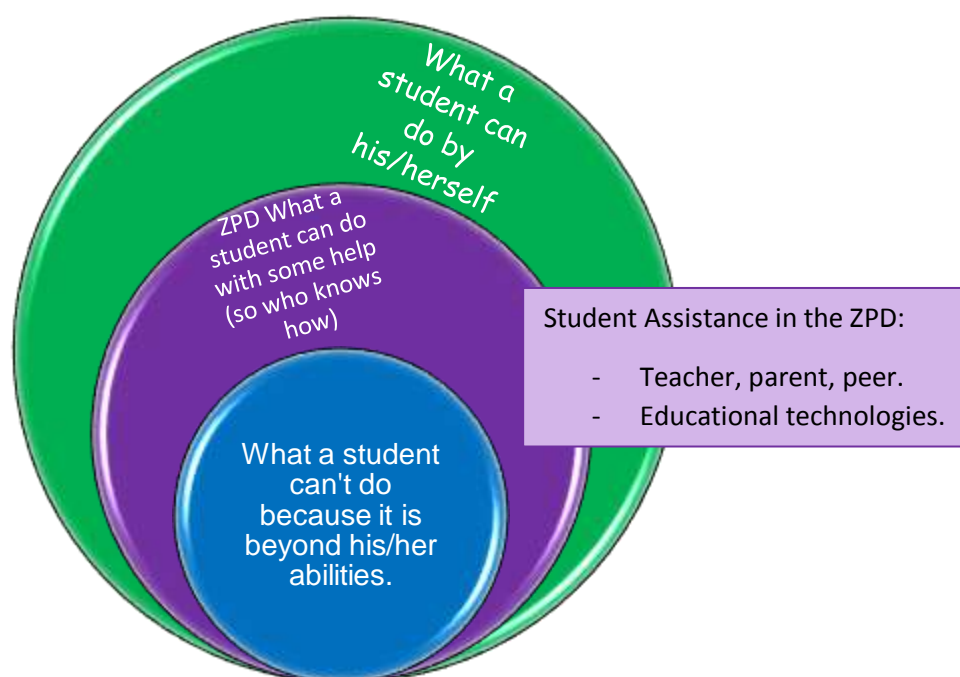 What a
student can
do by
his/herself
ZPD What a
student can do
with some help
(so who knows
how)
Student Assistance in the ZPD:
- Teacher, parent, peer.
- Educational technologies.
What a student
can't do
because it is
beyond his/her
abilities.